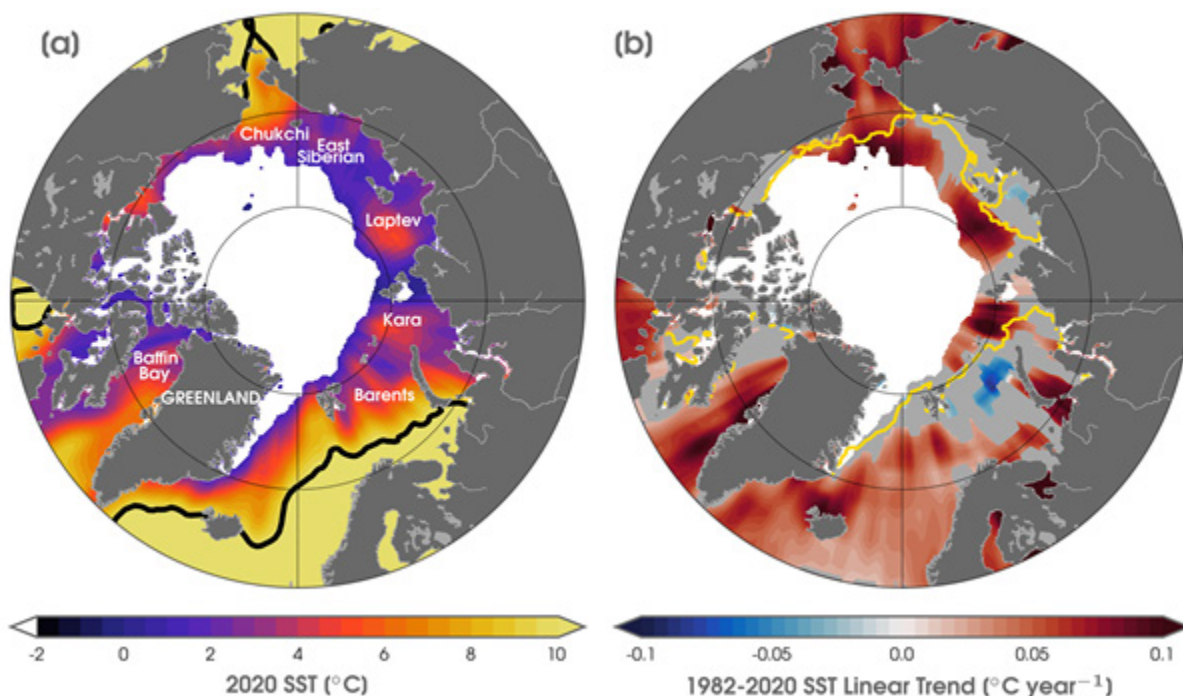 (a)
Chukchi
East
Siberian
Laptev
Kara
Baffin
Bay
GREENLAND
Barents
-2 0 2 4 6 8 10
2020 SST (°C)
(b)
-0.1 -0.05 0.0 0.05 0.1
1982-2020 SST Linear Trend (°C year⁻¹)